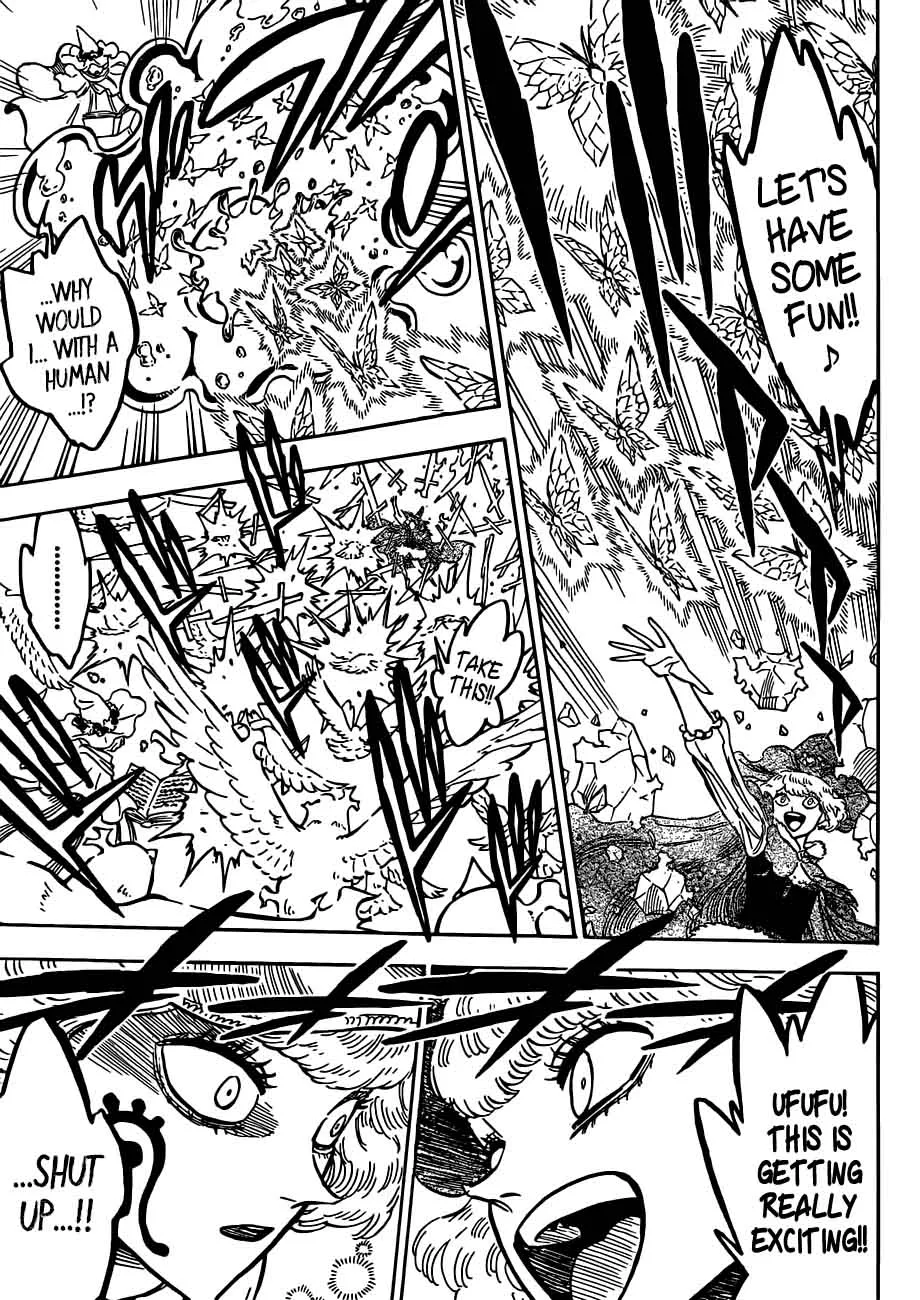 LET'S
HAVE
SOME
FUN!!
♪
...WHY
WOULD
I... WITH A
HUMAN
...!?
TAKE
THIS!!
.........
UFUFU!
THIS IS
GETTING
REALLY
EXCITING!!
...SHUT
UP...!!